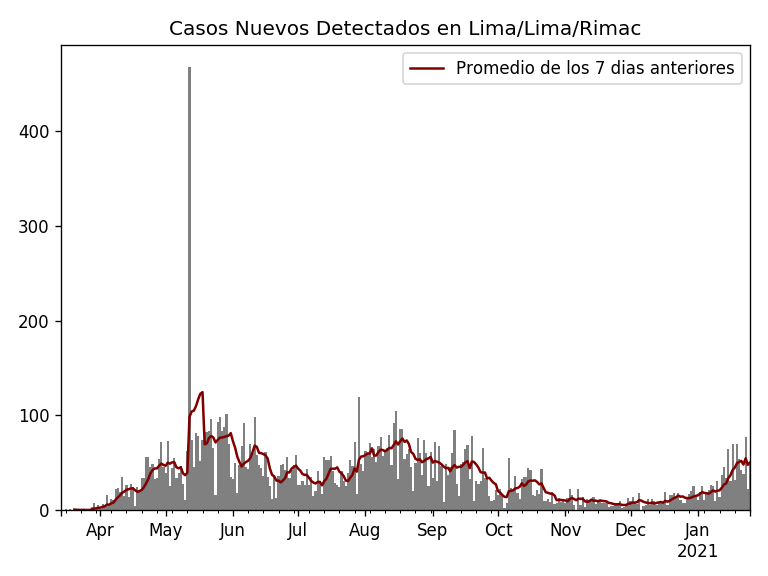 Casos Nuevos Detectados en Lima/Lima/Rimac
Promedio de los 7 dias anteriores
400
300
200
100
0
Apr May Jun Jul Aug Sep Oct Nov Dec Jan
2021